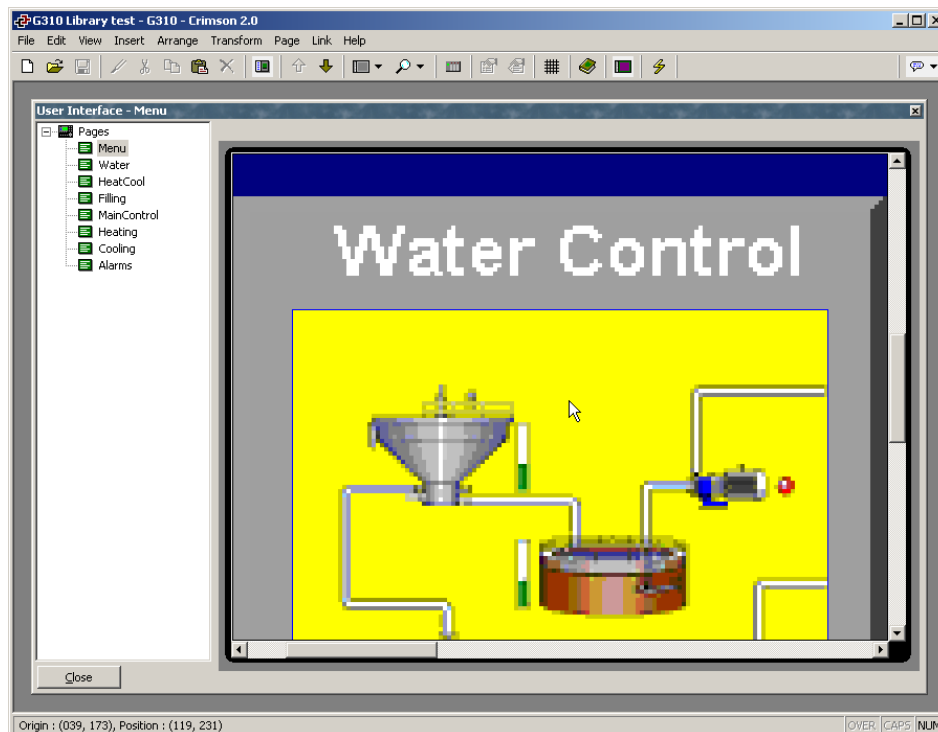 G310 Library test - G310 - Crimson 2.0
File Edit View Insert Arrange Transform Page Link Help
User Interface - Menu
Pages
Menu
Water
HeatCool
Filling
MainControl
Heating
Cooling
Alarms
Water Control
Close
Origin : (039, 173), Position : (119, 231)
OVER CAPS NUM